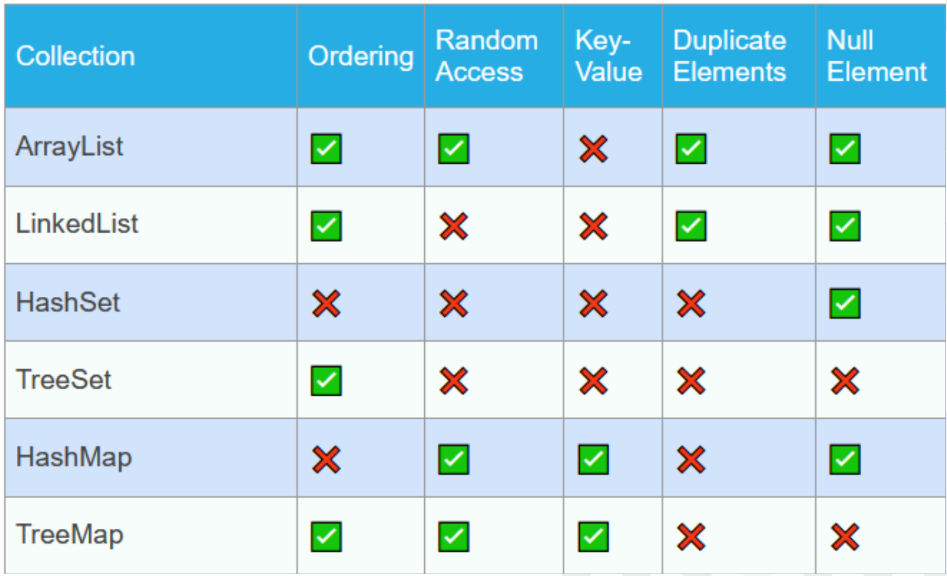 Collection Ordering Random Access Key-Value Duplicate Elements Null Element
ArrayList ✅ ✅ ❌ ✅ ✅
LinkedList ✅ ❌ ❌ ✅ ✅
HashSet ❌ ❌ ❌ ❌ ✅
TreeSet ✅ ❌ ❌ ❌ ❌
HashMap ❌ ✅ ✅ ❌ ✅
TreeMap ✅ ✅ ✅ ❌ ❌